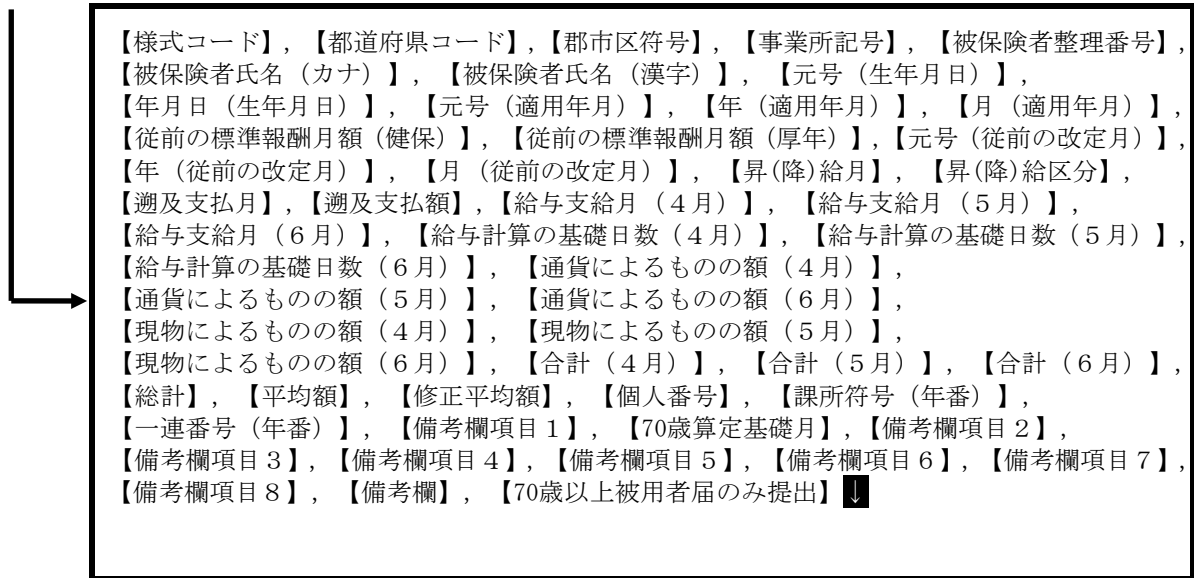 【様式コード】, 【都道府県コード】,【郡市区符号】, 【事業所記号】, 【被保険者整理番号】,
【被保険者氏名（カナ）】, 【被保険者氏名（漢字）】, 【元号（生年月日）】,
【年月日（生年月日）】, 【元号（適用年月）】, 【年（適用年月）】, 【月（適用年月）】,
【従前の標準報酬月額（健保）】, 【従前の標準報酬月額（厚年）】,【元号（従前の改定月）】,
【年（従前の改定月）】, 【月（従前の改定月）】, 【昇(降)給月】, 【昇(降)給区分】,
【遡及支払月】,【遡及支払額】,【給与支給月（４月）】, 【給与支給月（５月）】,
【給与支給月（６月）】, 【給与計算の基礎日数（４月）】, 【給与計算の基礎日数（５月）】,
【給与計算の基礎日数（６月）】, 【通貨によるものの額（４月）】,
【通貨によるものの額（５月）】, 【通貨によるものの額（６月）】,
【現物によるものの額（４月）】, 【現物によるものの額（５月）】,
【現物によるものの額（６月）】, 【合計（４月）】, 【合計（５月）】, 【合計（６月）】,
【総計】, 【平均額】, 【修正平均額】, 【個人番号】, 【課所符号（年番）】,
【一連番号（年番）】, 【備考欄項目１】, 【70歳算定基礎月】,【備考欄項目２】,
【備考欄項目３】,【備考欄項目４】,【備考欄項目５】,【備考欄項目６】,【備考欄項目７】,
【備考欄項目８】, 【備考欄】, 【70歳以上被用者届のみ提出】↓